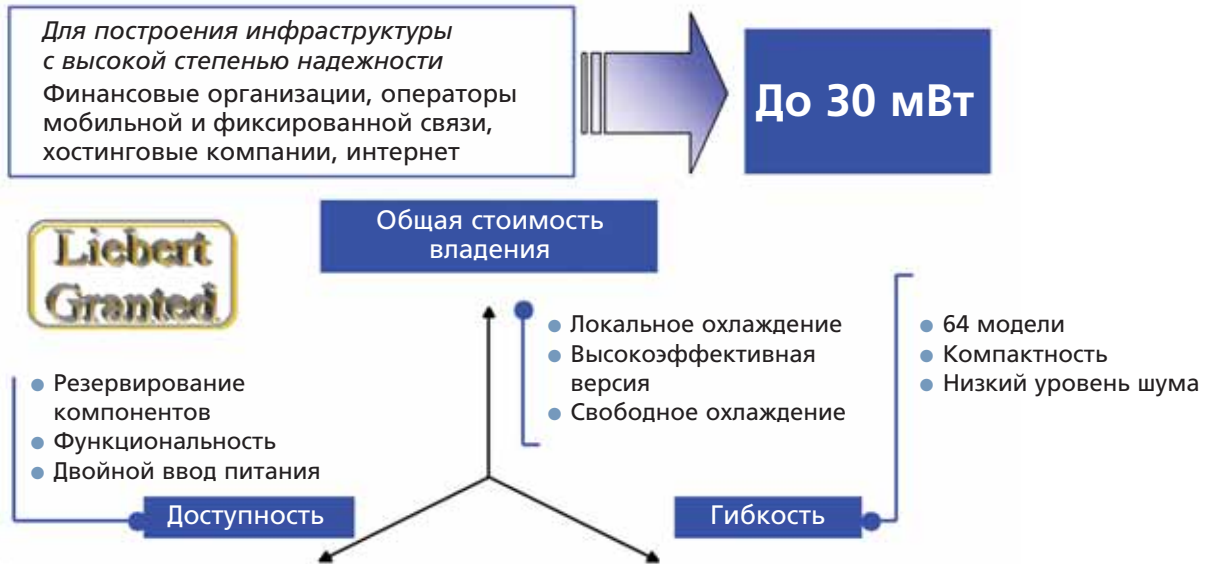 Для построения инфраструктуры
с высокой степенью надежности
Финансовые организации, операторы
мобильной и фиксированной связи,
хостинговые компании, интернет
До 30 мВт
Общая стоимость
владения
Liebert
Granted
Локальное охлаждение
Высокоэффективная
версия
Свободное охлаждение
64 модели
Компактность
Низкий уровень шума
Резервирование
компонентов
Функциональность
Двойной ввод питания
Доступность
Гибкость